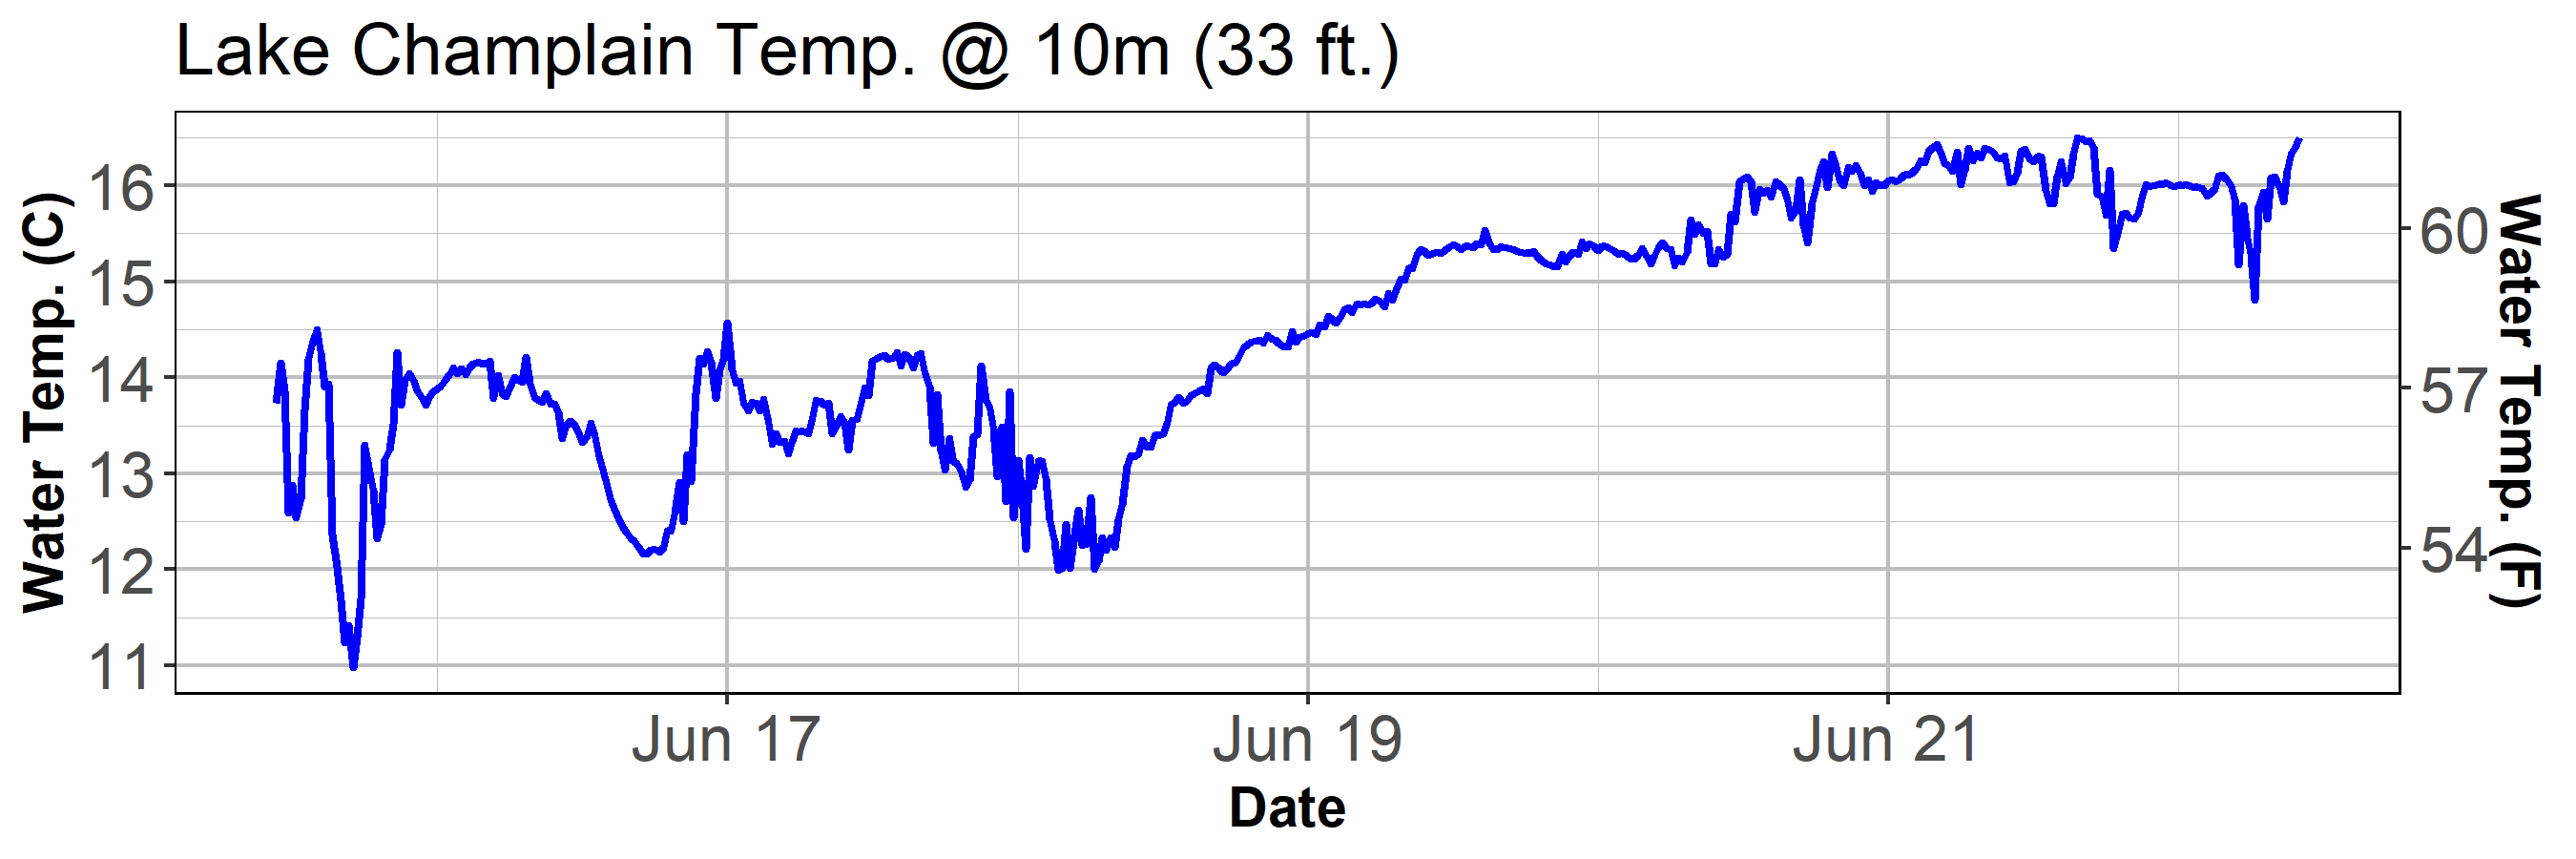 Lake Champlain Temp. @ 10m (33 ft.)
Water Temp. (C)
16
15
14
13
12
11
60
57
54
Water Temp. (F)
Jun 17 Jun 19 Jun 21
Date